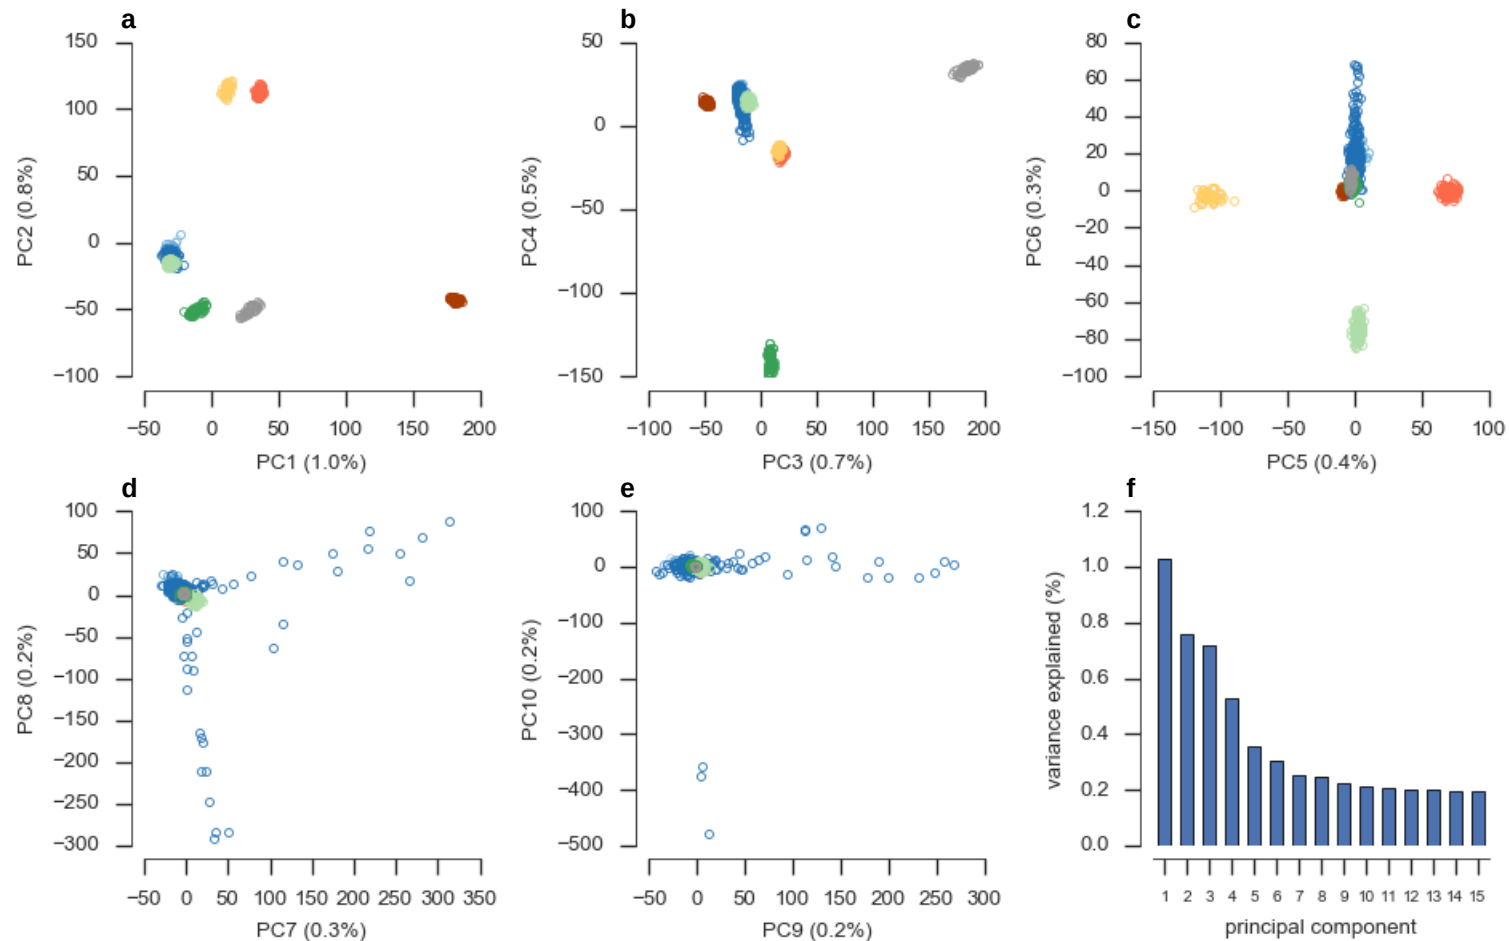 a
150
100
50
0
−50
−100
PC2 (0.8%)
−50 0 50 100 150 200
PC1 (1.0%)
b
50
0
−50
−100
−150
PC4 (0.5%)
−100 −50 0 50 100 150 200
PC3 (0.7%)
c
80
60
40
20
0
−20
−40
−60
−80
−100
PC6 (0.3%)
−150 −100 −50 0 50 100
PC5 (0.4%)
d
100
50
0
−50
−100
−150
−200
−250
−300
PC8 (0.2%)
−50 0 50 100 150 200 250 300 350
PC7 (0.3%)
e
100
0
−100
−200
−300
−400
−500
PC10 (0.2%)
−50 0 50 100 150 200 250 300
PC9 (0.2%)
f
1.2
1.0
0.8
0.6
0.4
0.2
0.0
variance explained (%)
1 2 3 4 5 6 7 8 9 10 11 12 13 14 15
principal component